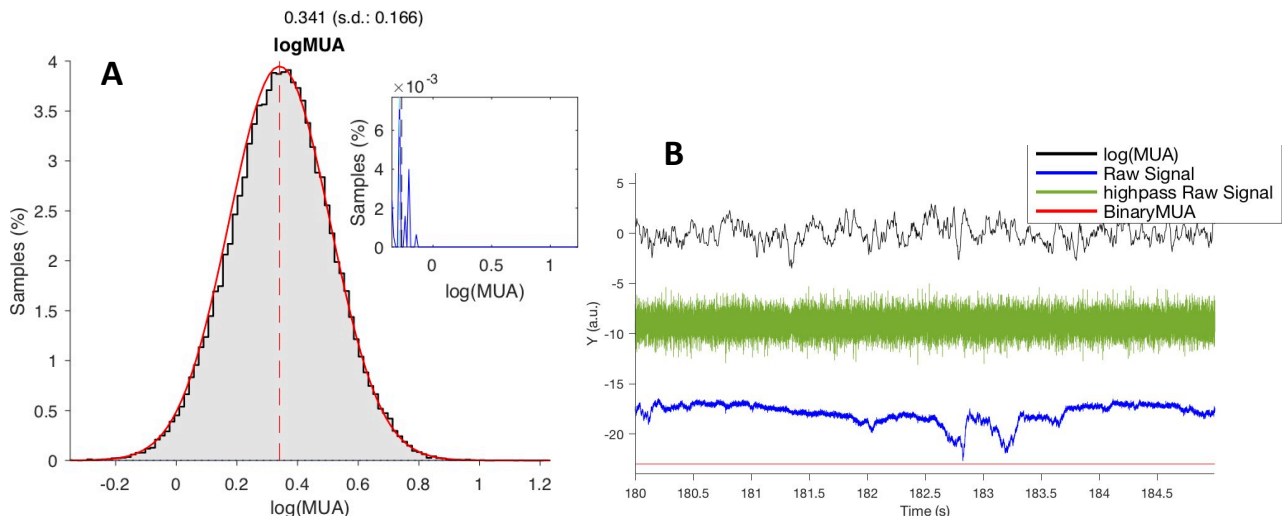 0.341 (s.d.: 0.166)
logMUA
A
Samples (%)
4
3.5
3
2.5
2
1.5
1
0.5
0
-0.2 0 0.2 0.4 0.6 0.8 1 1.2
log(MUA)
×10⁻³
Samples (%)
6
4
2
0
0 0.5 1
log(MUA)
B
log(MUA)
Raw Signal
highpass Raw Signal
BinaryMUA
Y (a.u.)
5
0
-5
-10
-15
-20
180 180.5 181 181.5 182 182.5 183 183.5 184 184.5
Time (s)